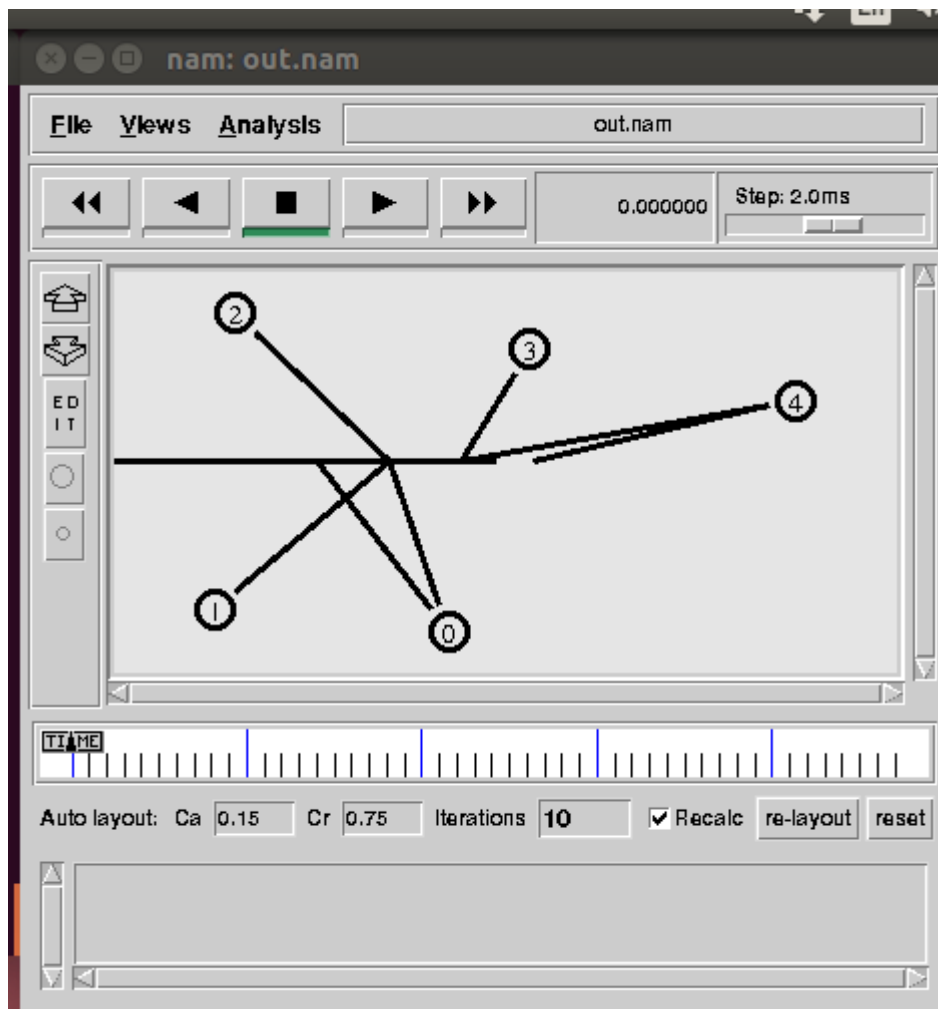 nam: out.nam
File Views Analysis out.nam
0.000000 Step: 2.0ms
2
3
ED
IT
4
1
0
TIME
Auto layout: Ca 0.15 Cr 0.75 Iterations 10 Recalc re-layout reset